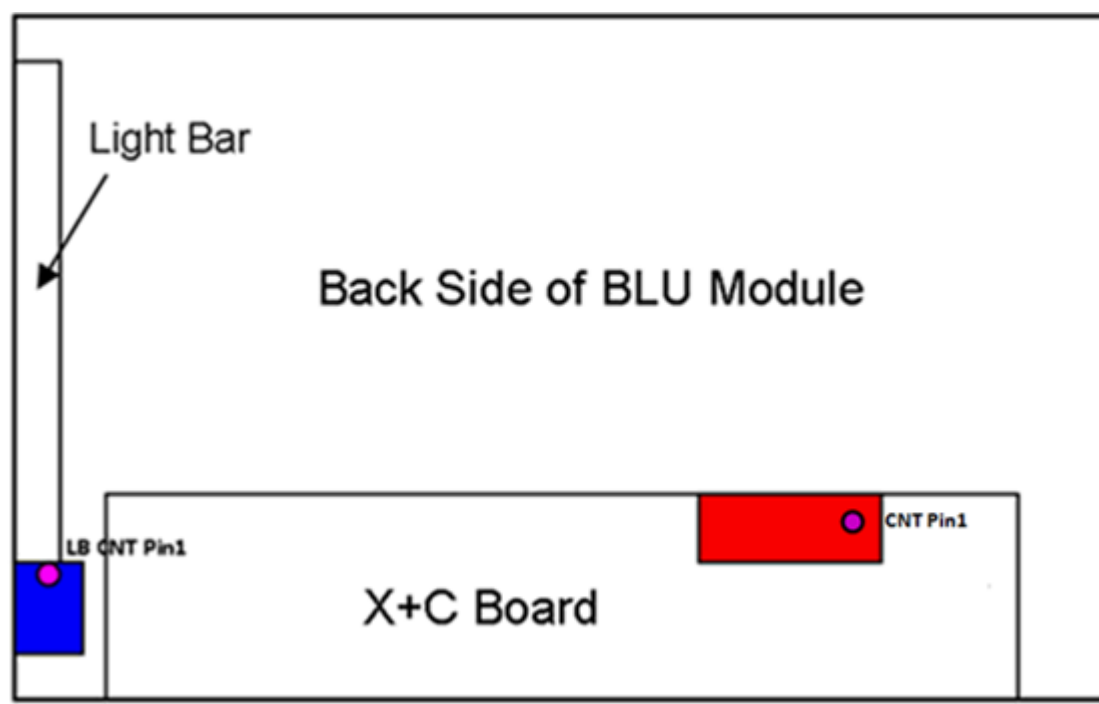 Light Bar
Back Side of BLU Module
CNT Pin1
LB CNT Pin1
X+C Board